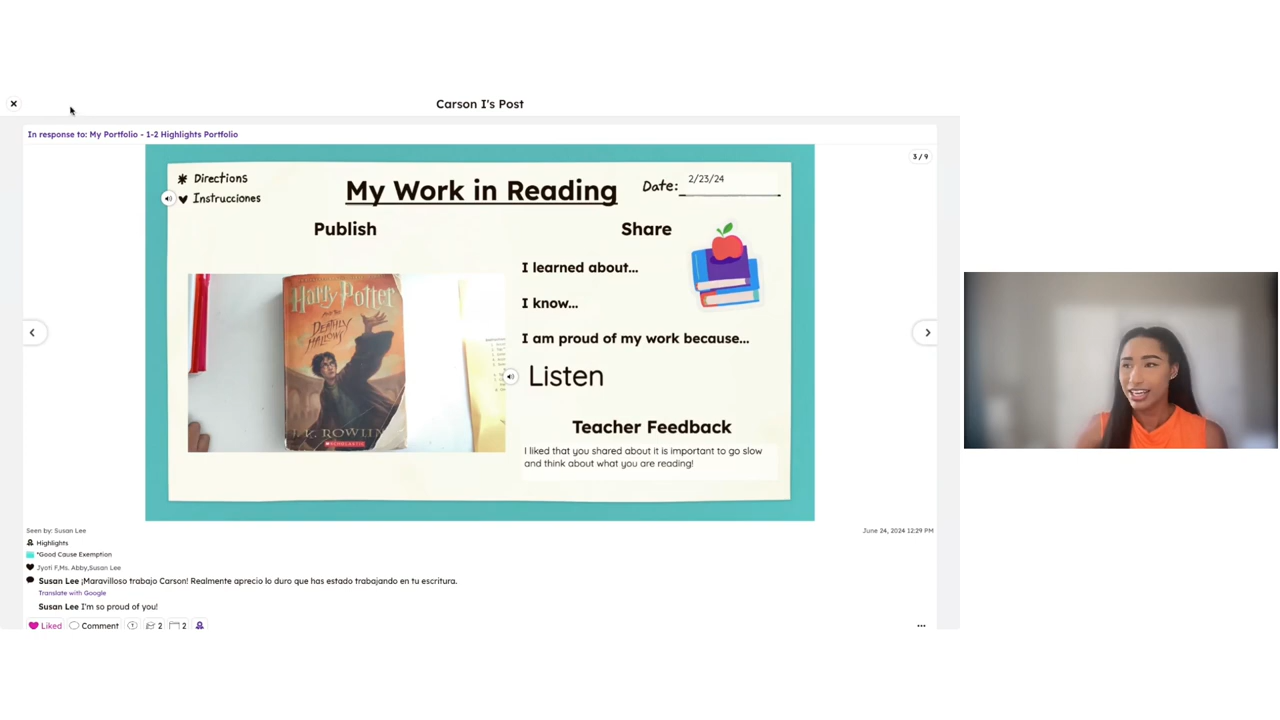 Carson I's Post
In response to: My Portfolio - 1-2 Highlights Portfolio
3 / 9
Directions
Instrucciones
My Work in Reading
Date: 2/23/24
Publish
Share
I learned about...
I know...
I am proud of my work because...
Listen
Harry Potter
AND THE
DEATHLY
HALLOWS
J.K. ROWLIN
SCHOLASTIC
Teacher Feedback
I liked that you shared about it is important to go slow
and think about what you are reading!
Seen by: Susan Lee
June 24, 2024 12:29 PM
Highlights
*Good Cause Exemption
Jyoti F,Ms. Abby,Susan Lee
Susan Lee ¡Maravilloso trabajo Carson! Realmente aprecio lo duro que has estado trabajando en tu escritura.
Translate with Google
Susan Lee I'm so proud of you!
Liked Comment 2 2